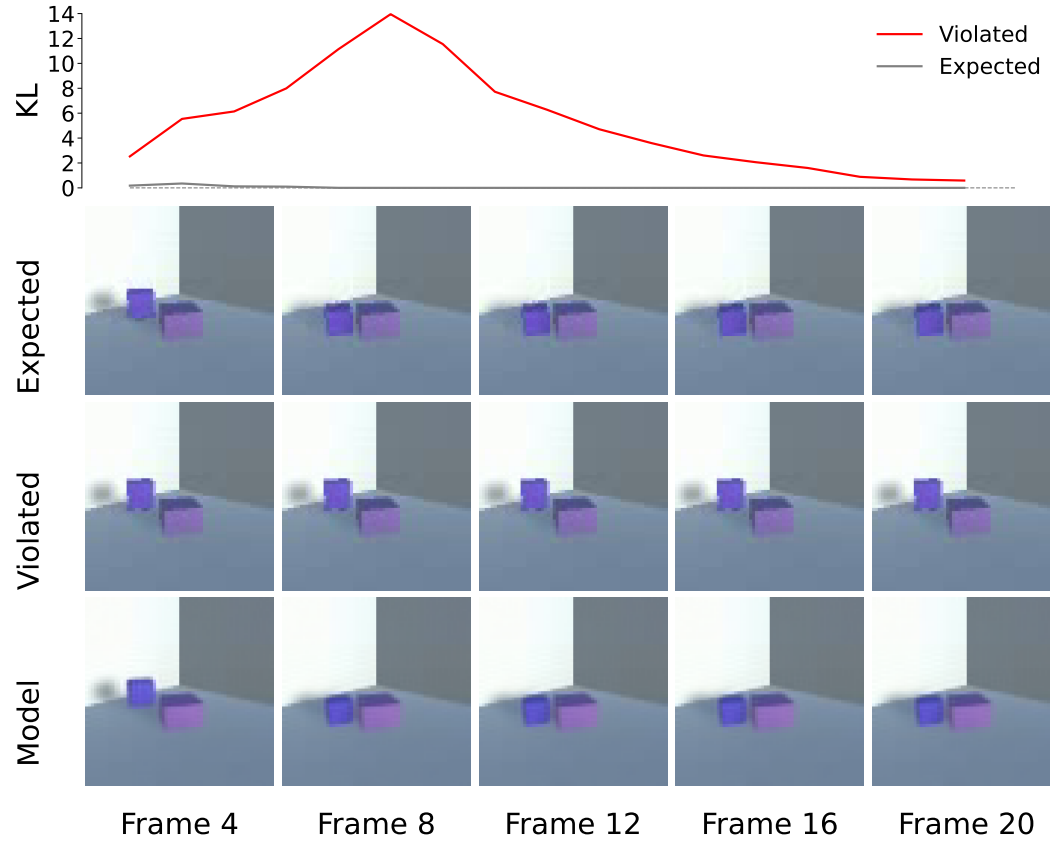 14
12
10
8
6
4
2
0
KL
Violated
Expected
Expected
Violated
Model
Frame 4
Frame 8
Frame 12
Frame 16
Frame 20